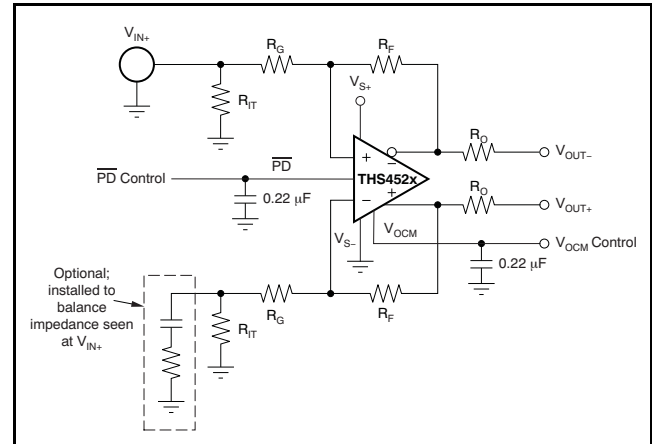 V_IN+
R_G
R_F
V_S+
R_IT
R_O
V_OUT−
+
−
PD
THS452x
PD Control
0.22 µF
+
−
R_O
V_OUT+
V_S−
V_OCM
V_OCM Control
0.22 µF
Optional;
installed to
balance
impedance seen
at V_IN+
R_G
R_F
R_IT